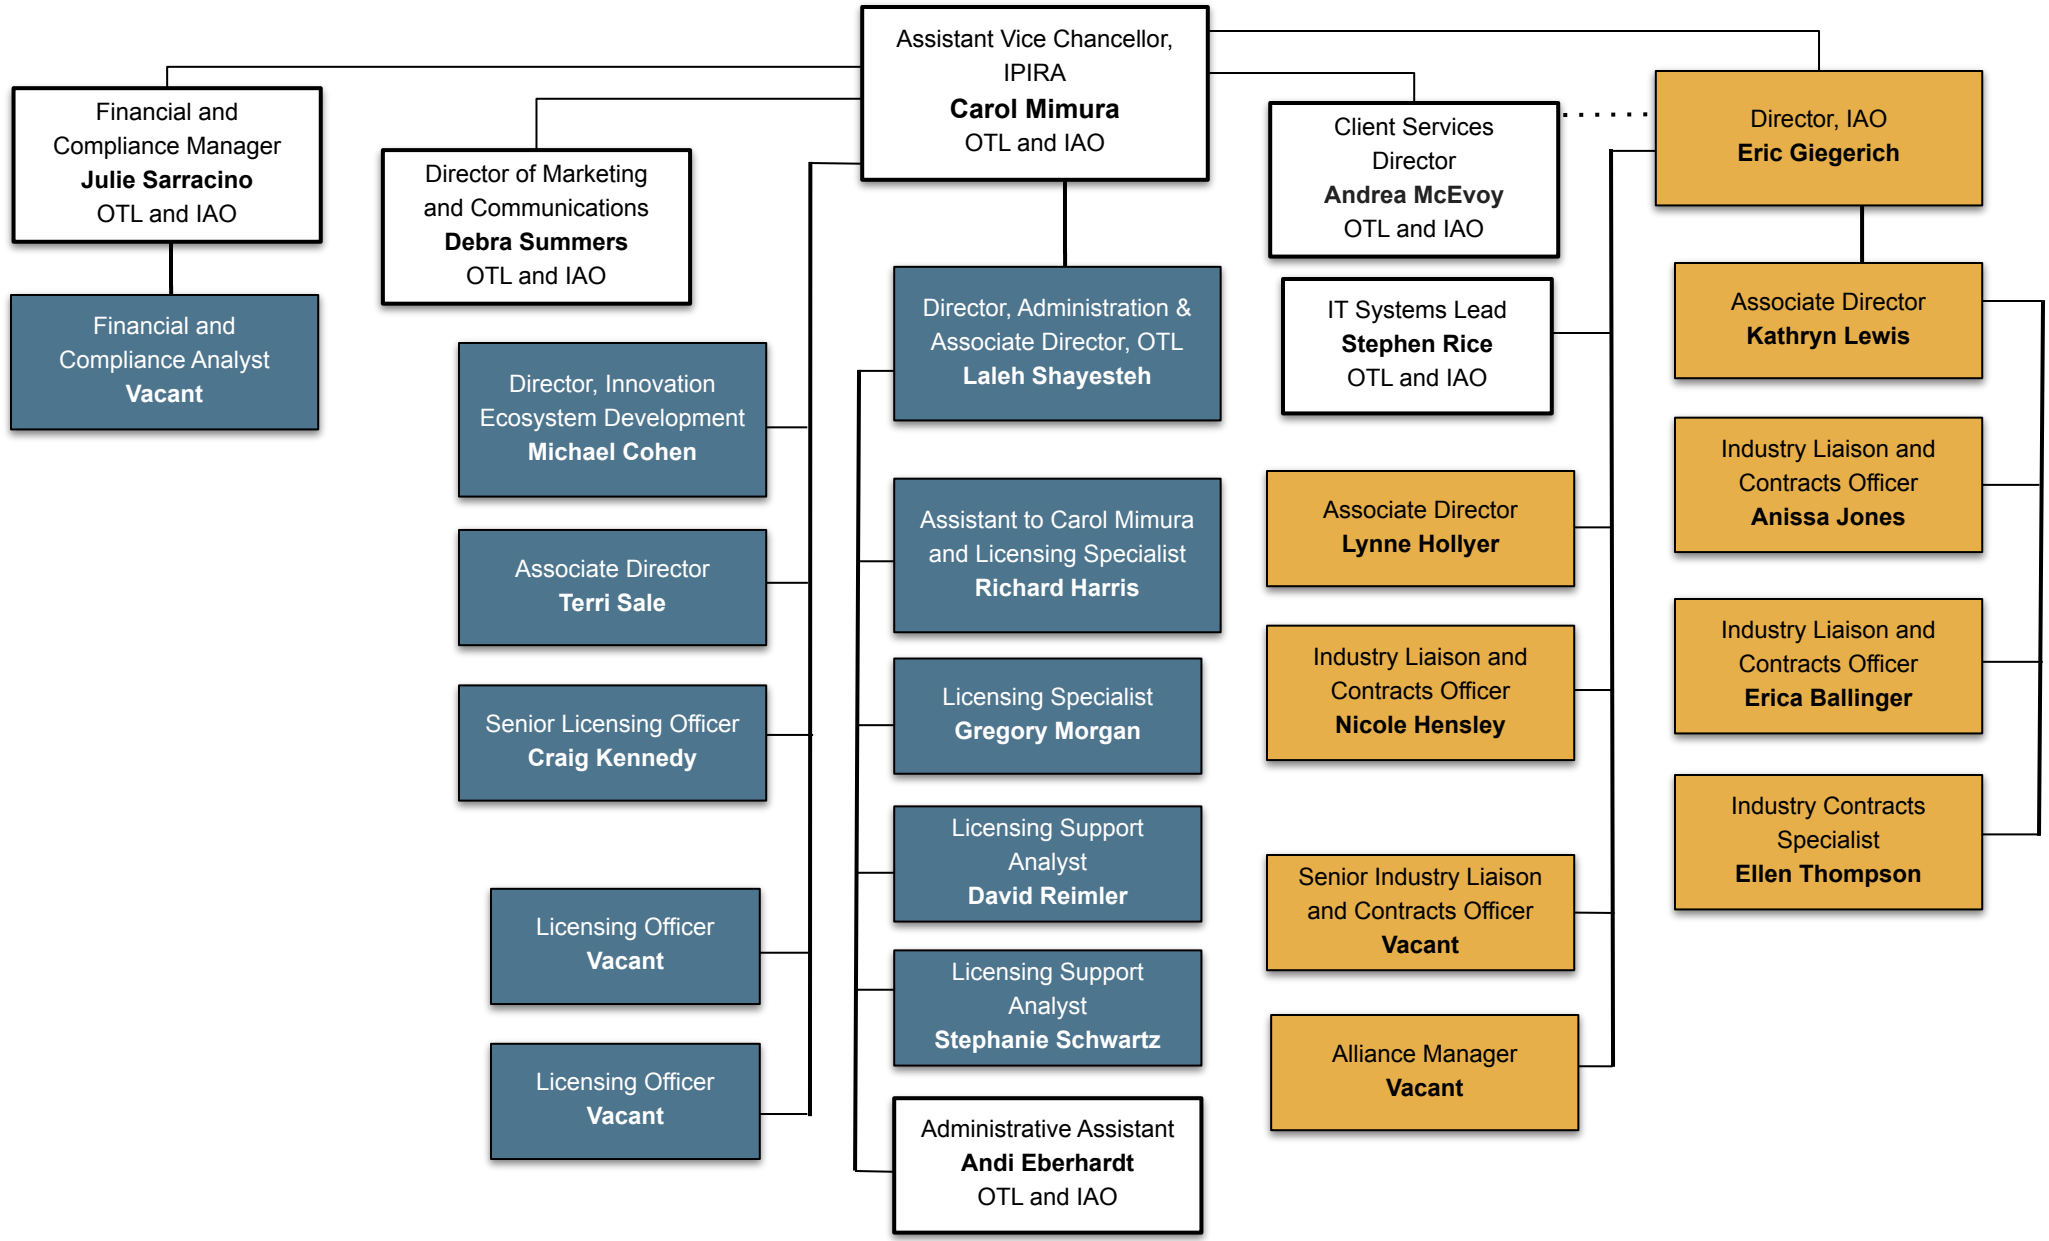 Assistant Vice Chancellor,
IPIRA
Carol Mimura
OTL and IAO
Financial and
Compliance Manager
Julie Sarracino
OTL and IAO
Financial and
Compliance Analyst
Vacant
Director of Marketing
and Communications
Debra Summers
OTL and IAO
Director, Innovation
Ecosystem Development
Michael Cohen
Associate Director
Terri Sale
Senior Licensing Officer
Craig Kennedy
Licensing Officer
Vacant
Licensing Officer
Vacant
Director, Administration &
Associate Director, OTL
Laleh Shayesteh
Assistant to Carol Mimura
and Licensing Specialist
Richard Harris
Licensing Specialist
Gregory Morgan
Licensing Support
Analyst
David Reimler
Licensing Support
Analyst
Stephanie Schwartz
Administrative Assistant
Andi Eberhardt
OTL and IAO
Client Services
Director
Andrea McEvoy
OTL and IAO
IT Systems Lead
Stephen Rice
OTL and IAO
Associate Director
Lynne Hollyer
Industry Liaison and
Contracts Officer
Nicole Hensley
Senior Industry Liaison
and Contracts Officer
Vacant
Alliance Manager
Vacant
Director, IAO
Eric Giegerich
Associate Director
Kathryn Lewis
Industry Liaison and
Contracts Officer
Anissa Jones
Industry Liaison and
Contracts Officer
Erica Ballinger
Industry Contracts
Specialist
Ellen Thompson